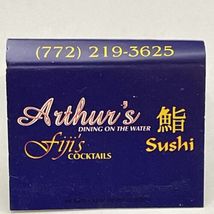 (772) 219-3625
Arthur's
DINING ON THE WATER
Fiji's
COCKTAILS
鮨
Sushi